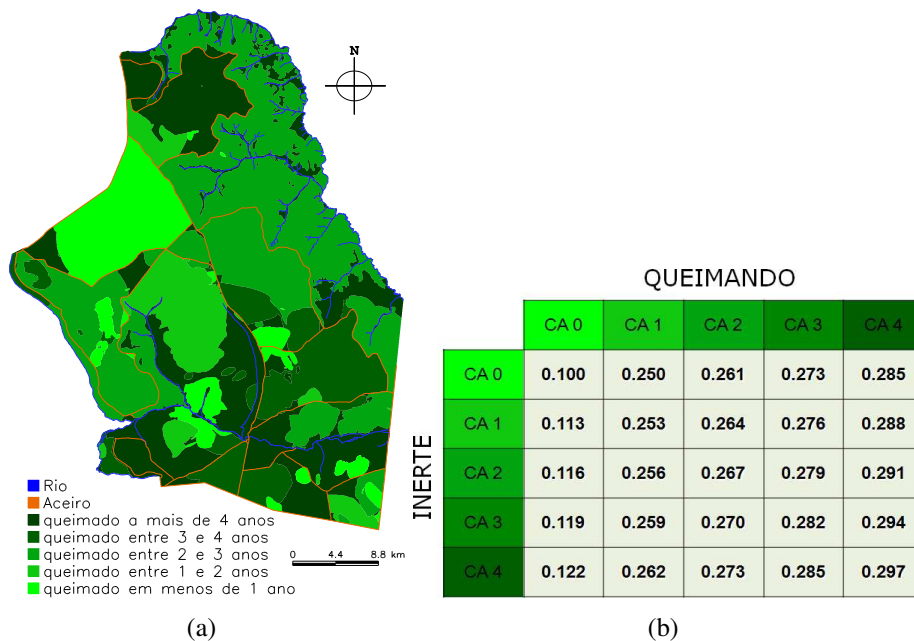 N
Rio
Aceiro
queimado a mais de 4 anos
queimado entre 3 e 4 anos
queimado entre 2 e 3 anos
queimado entre 1 e 2 anos
queimado em menos de 1 ano
0 4.4 8.8 km
(a)
QUEIMANDO
INERTE
CA 0 CA 1 CA 2 CA 3 CA 4
CA 0 0.100 0.250 0.261 0.273 0.285
CA 1 0.113 0.253 0.264 0.276 0.288
CA 2 0.116 0.256 0.267 0.279 0.291
CA 3 0.119 0.259 0.270 0.282 0.294
CA 4 0.122 0.262 0.273 0.285 0.297
(b)